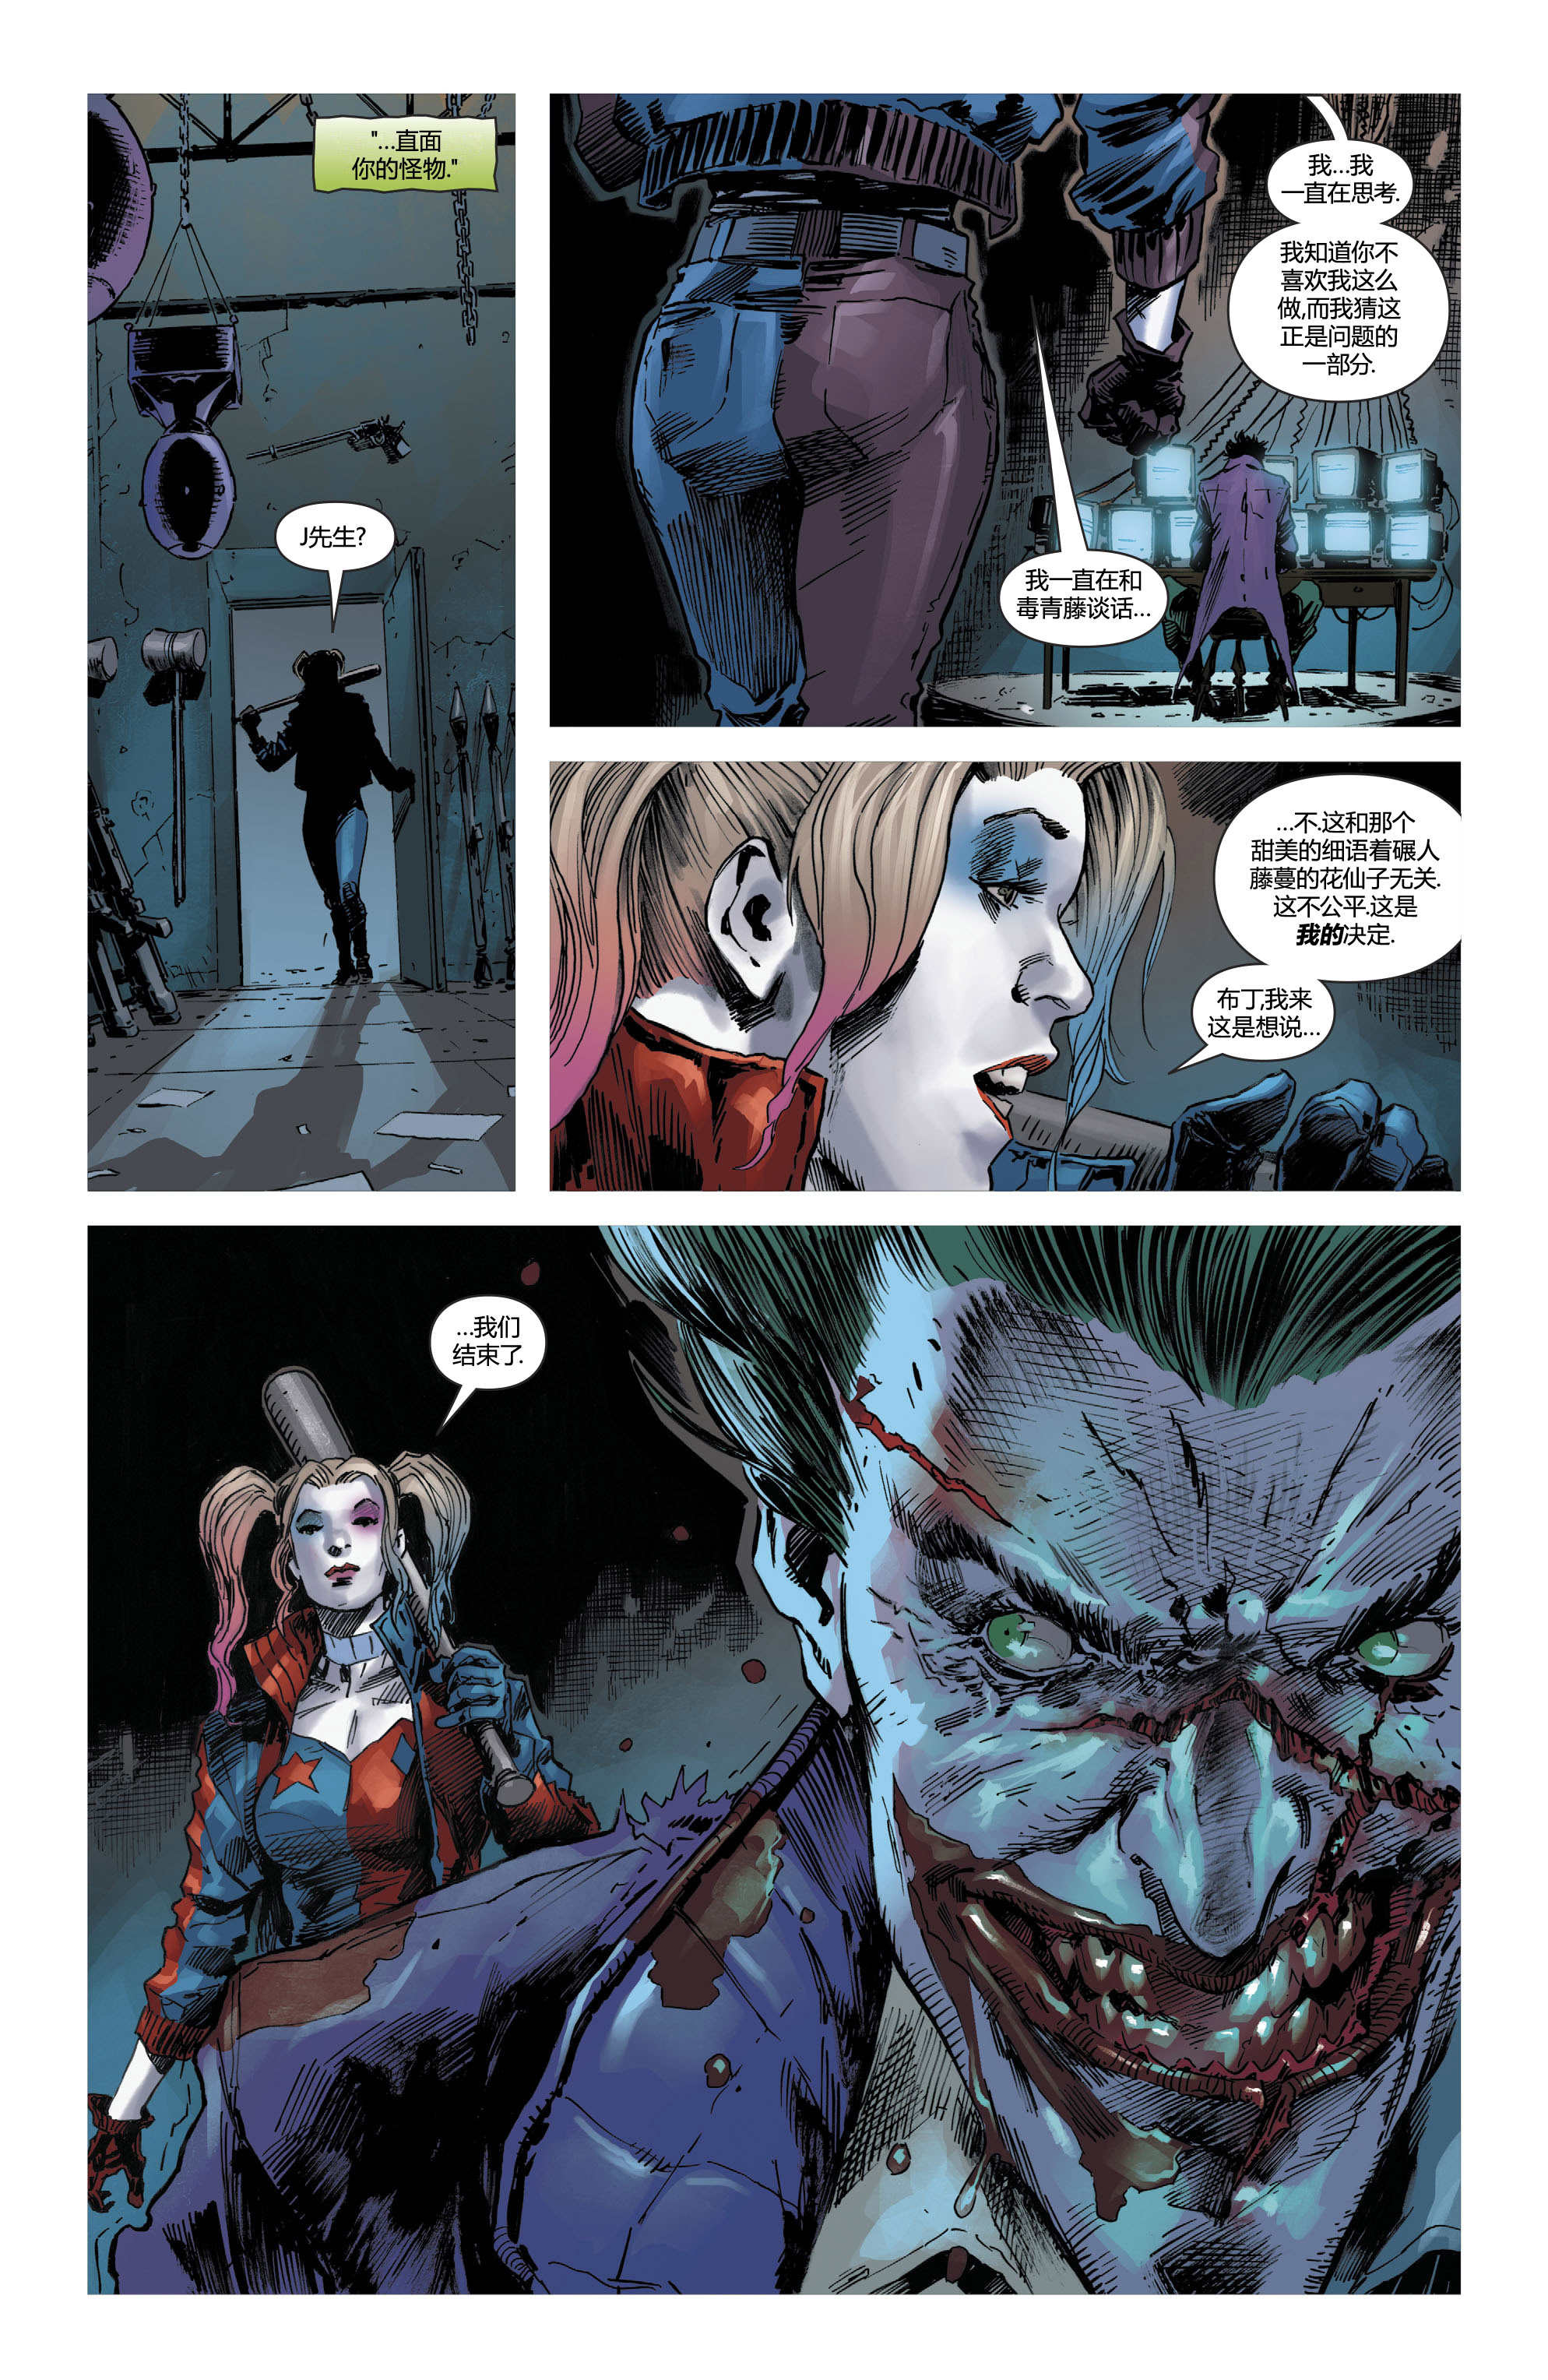 "…直面
你的怪物."
J先生?
我…我
一直在思考.
我知道你不
喜欢我这么
做,而我猜这
正是问题的
一部分.
我一直在和
毒青藤谈话…
…不.这和那个
甜美的细语着碾人
藤蔓的花仙子无关.
这不公平.这是
我的决定.
布丁,我来
这是想说…
…我们
结束了.